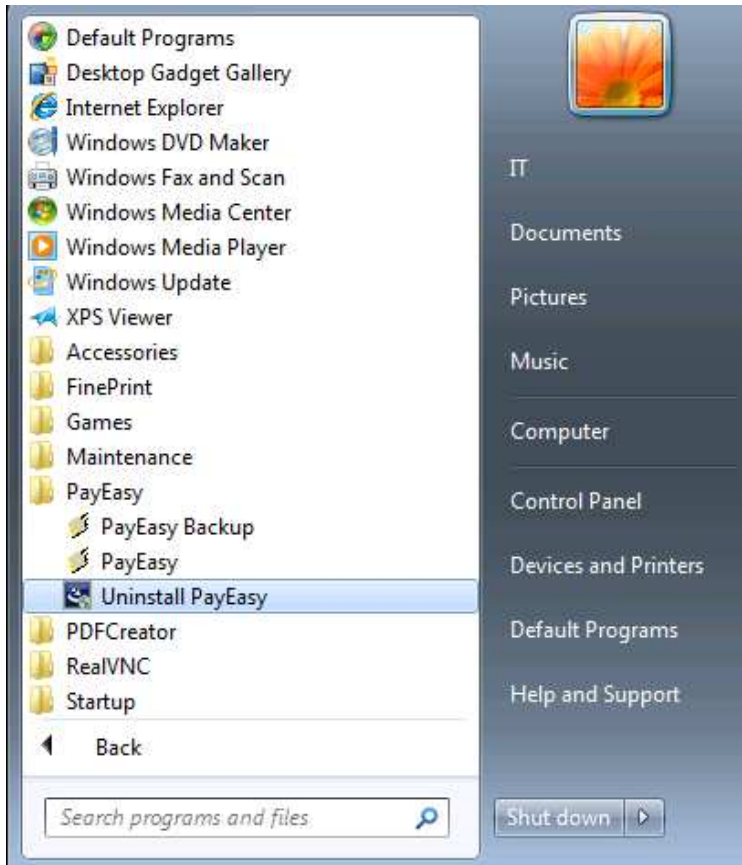 Default Programs
Desktop Gadget Gallery
Internet Explorer
Windows DVD Maker
Windows Fax and Scan
Windows Media Center
Windows Media Player
Windows Update
XPS Viewer
Accessories
FinePrint
Games
Maintenance
PayEasy
PayEasy Backup
PayEasy
Uninstall PayEasy
PDFCreator
RealVNC
Startup
Back
Search programs and files
IT
Documents
Pictures
Music
Computer
Control Panel
Devices and Printers
Default Programs
Help and Support
Shut down